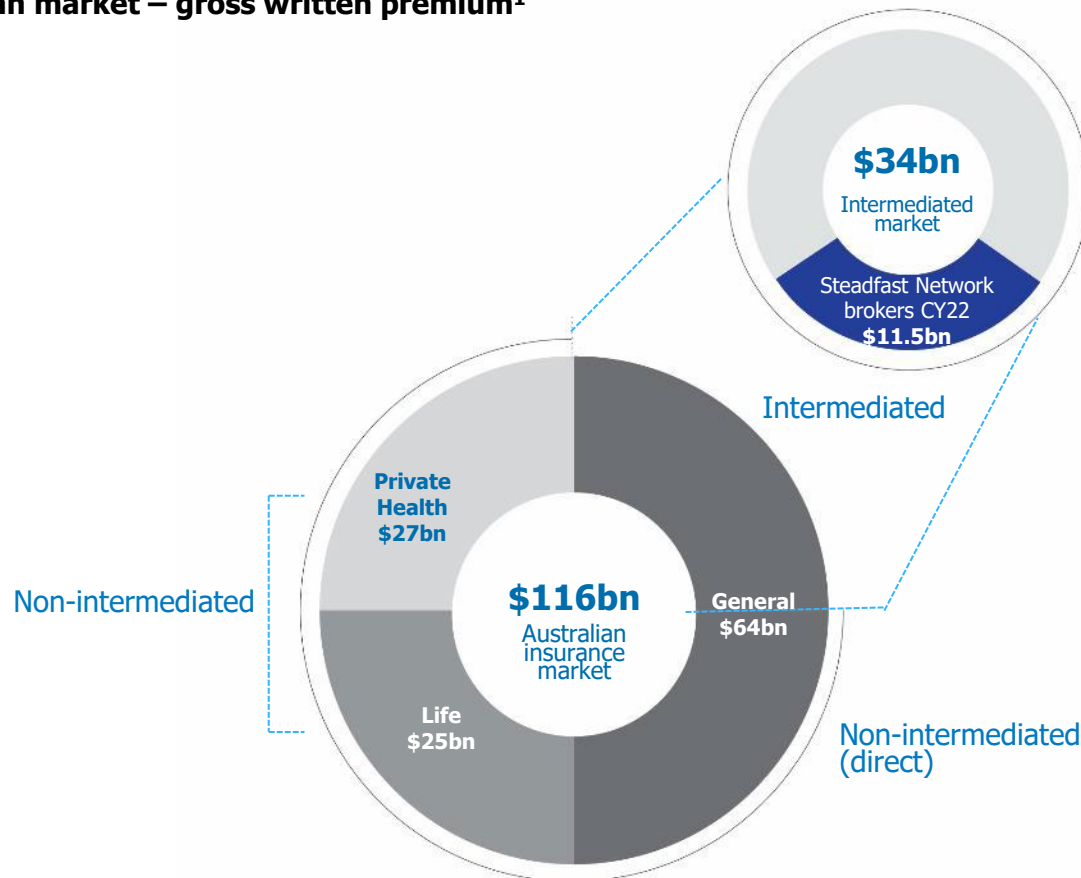 market – gross written premium¹
$34bn
Intermediated
market
Steadfast Network
brokers CY22
$11.5bn
Intermediated
Private
Health
$27bn
Non-intermediated
$116bn
Australian
insurance
market
General
$64bn
Life
$25bn
Non-intermediated
(direct)